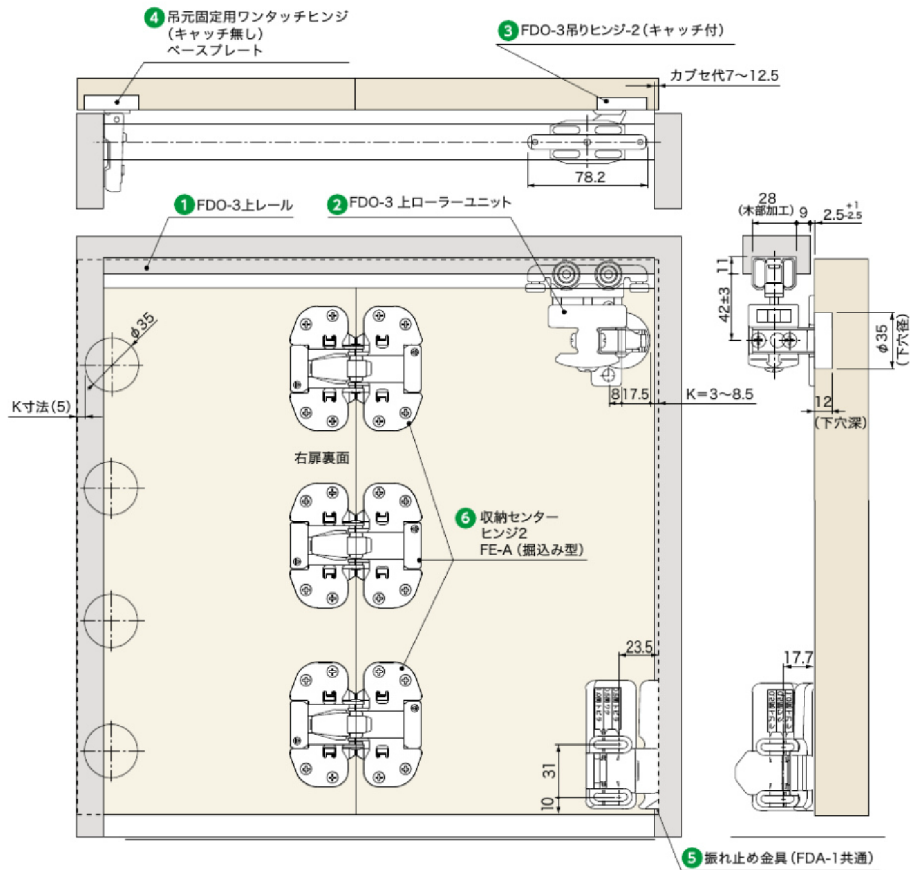 4 吊元固定用ワンタッチヒンジ
(キャッチ無し)
ベースプレート
3 FDO-3吊りヒンジ-2(キャッチ付)
カブセ代7〜12.5
78.2
1 FDO-3上レール
2 FDO-3 上ローラーユニット
28
(木部加工)
9
2.5 +1 -2.5
11
42±3
φ35
(下穴径)
12
(下穴深)
φ35
K寸法(5)
8
17.5
K=3〜8.5
右扉裏面
6 収納センター
ヒンジ2
FE-A(掘込み型)
23.5
17.7
31
10
5 振れ止め金具(FDA-1共通)